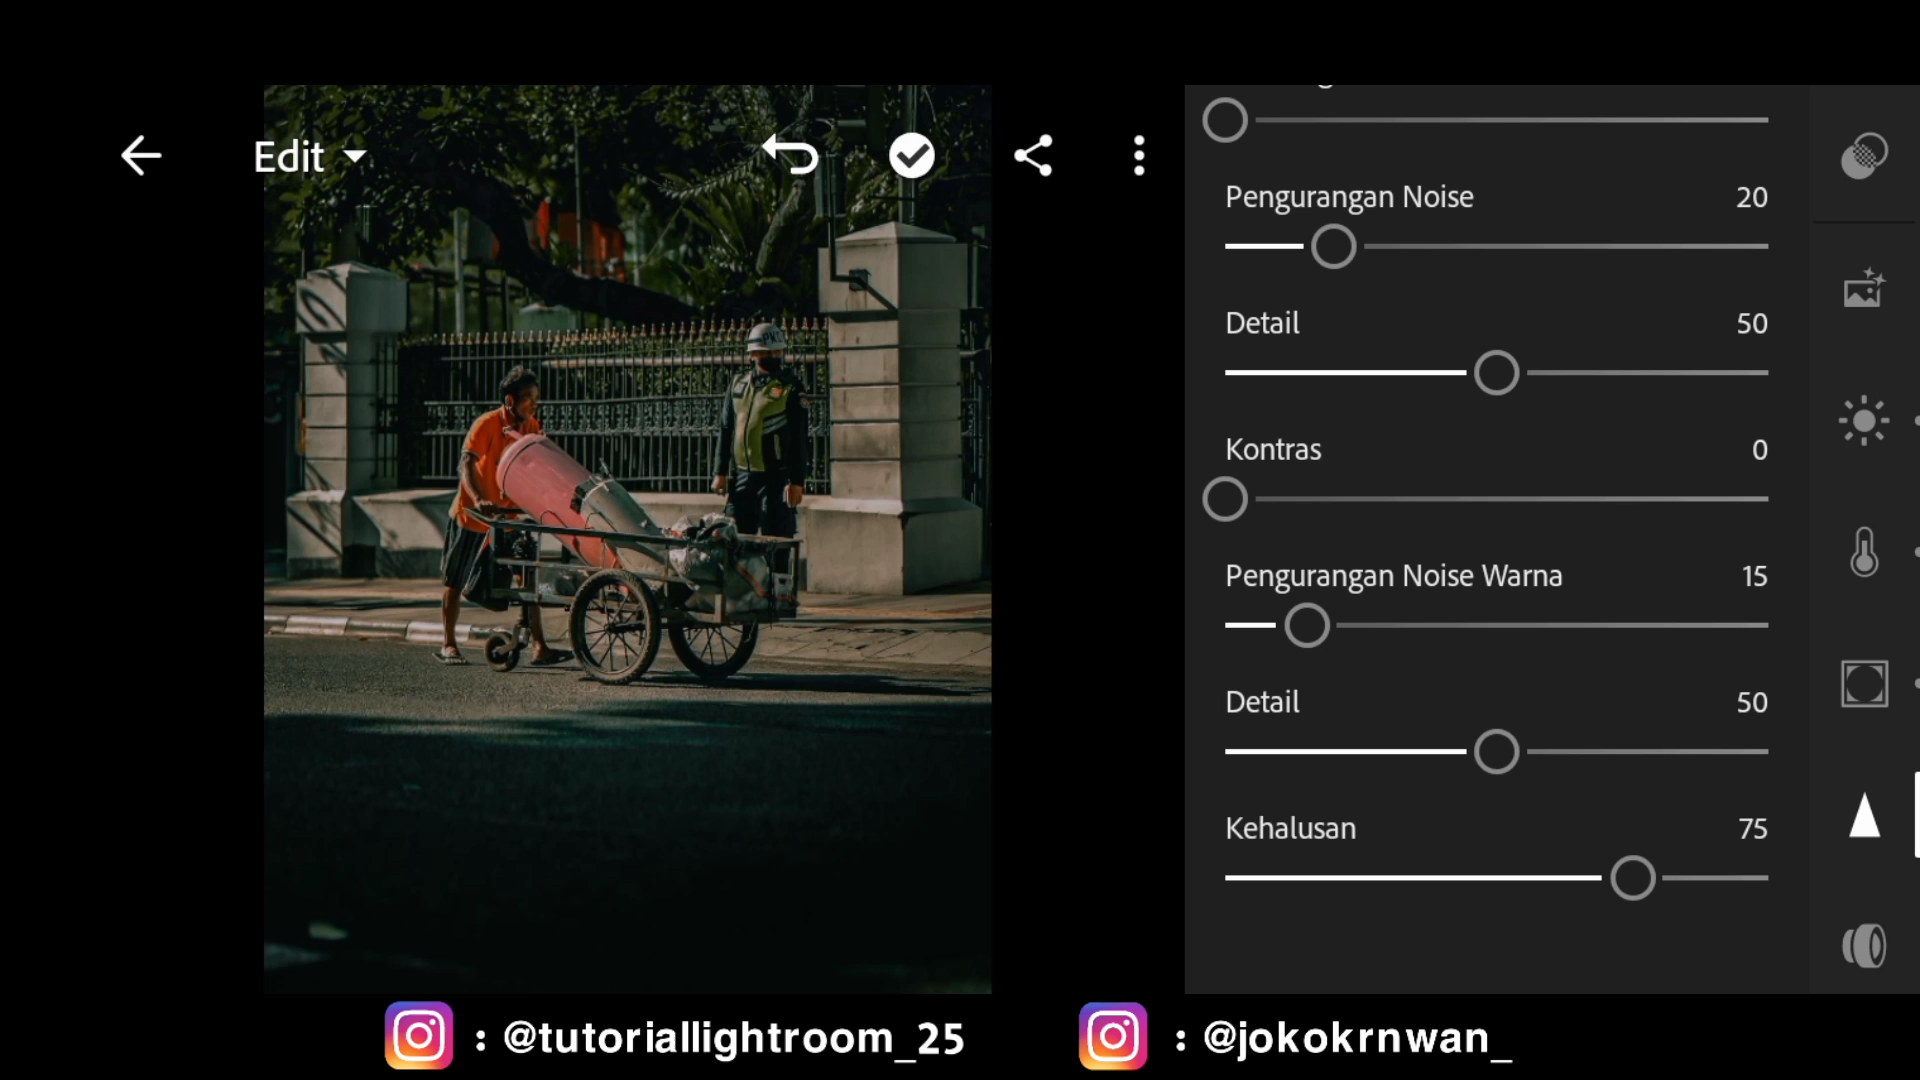 Edit
Pengurangan Noise 20
Detail 50
Kontras 0
Pengurangan Noise Warna 15
Detail 50
Kehalusan 75
: @tutoriallightroom_25
: @jokokrnwan_